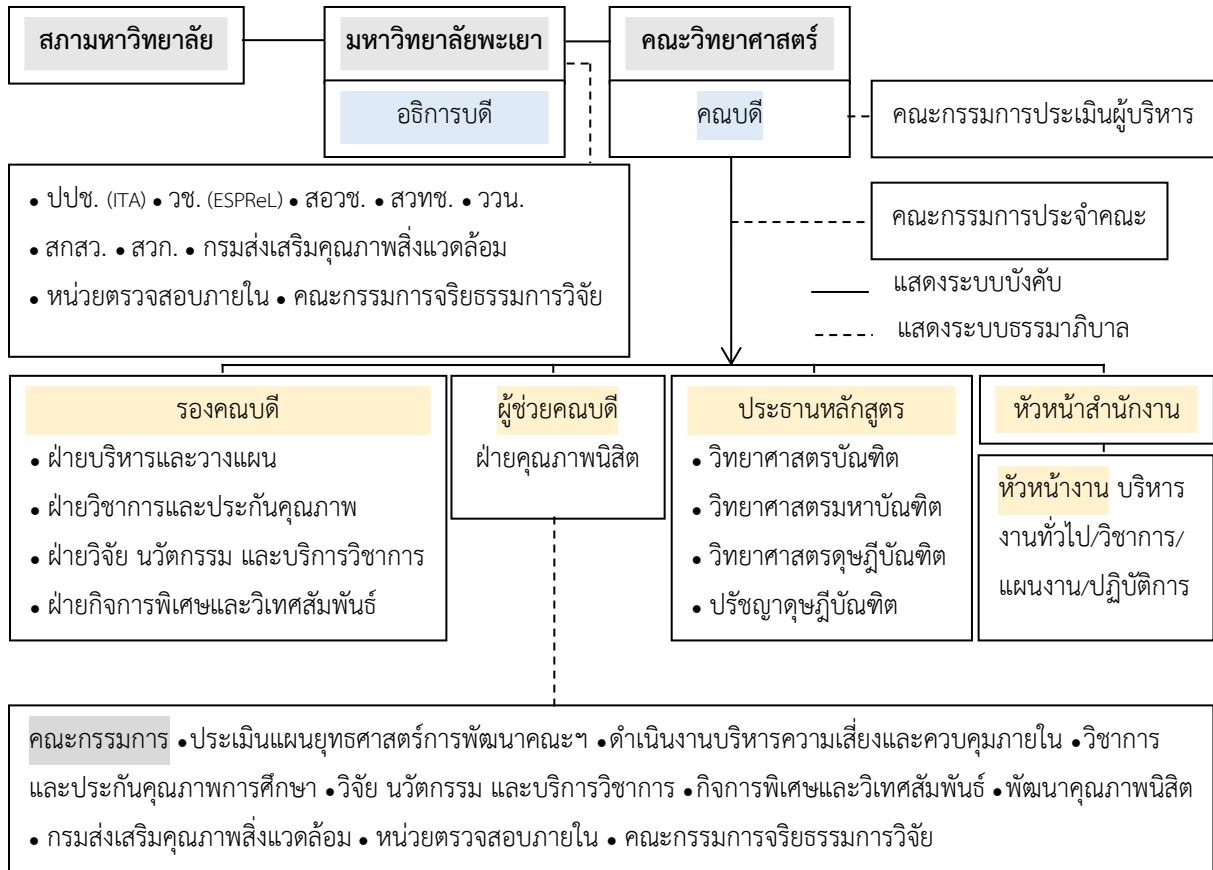 สภามหาวิทยาลัย
มหาวิทยาลัยพะเยา
คณะวิทยาศาสตร์
อธิการบดี
คณบดี
คณะกรรมการประเมินผู้บริหาร
• ปปช. (ITA) • วช. (ESPReL) • สอวช. • สวทช. • ววน.
• สกสว. • สวก. • กรมส่งเสริมคุณภาพสิ่งแวดล้อม
• หน่วยตรวจสอบภายใน • คณะกรรมการจริยธรรมการวิจัย
คณะกรรมการประจำคณะ
แสดงระบบบังคับ
แสดงระบบธรรมาภิบาล
รองคณบดี
• ฝ่ายบริหารและวางแผน
• ฝ่ายวิชาการและประกันคุณภาพ
• ฝ่ายวิจัย นวัตกรรม และบริการวิชาการ
• ฝ่ายกิจการพิเศษและวิเทศสัมพันธ์
ผู้ช่วยคณบดี
ฝ่ายคุณภาพนิสิต
ประธานหลักสูตร
• วิทยาศาสตรบัณฑิต
• วิทยาศาสตรมหาบัณฑิต
• วิทยาศาสตรดุษฎีบัณฑิต
• ปรัชญาดุษฎีบัณฑิต
หัวหน้าสำนักงาน
หัวหน้างาน บริหาร
งานทั่วไป/วิชาการ/
แผนงาน/ปฏิบัติการ
คณะกรรมการ •ประเมินแผนยุทธศาสตร์การพัฒนาคณะฯ •ดำเนินงานบริหารความเสี่ยงและควบคุมภายใน •วิชาการ
และประกันคุณภาพการศึกษา •วิจัย นวัตกรรม และบริการวิชาการ •กิจการพิเศษและวิเทศสัมพันธ์ •พัฒนาคุณภาพนิสิต
• กรมส่งเสริมคุณภาพสิ่งแวดล้อม • หน่วยตรวจสอบภายใน • คณะกรรมการจริยธรรมการวิจัย